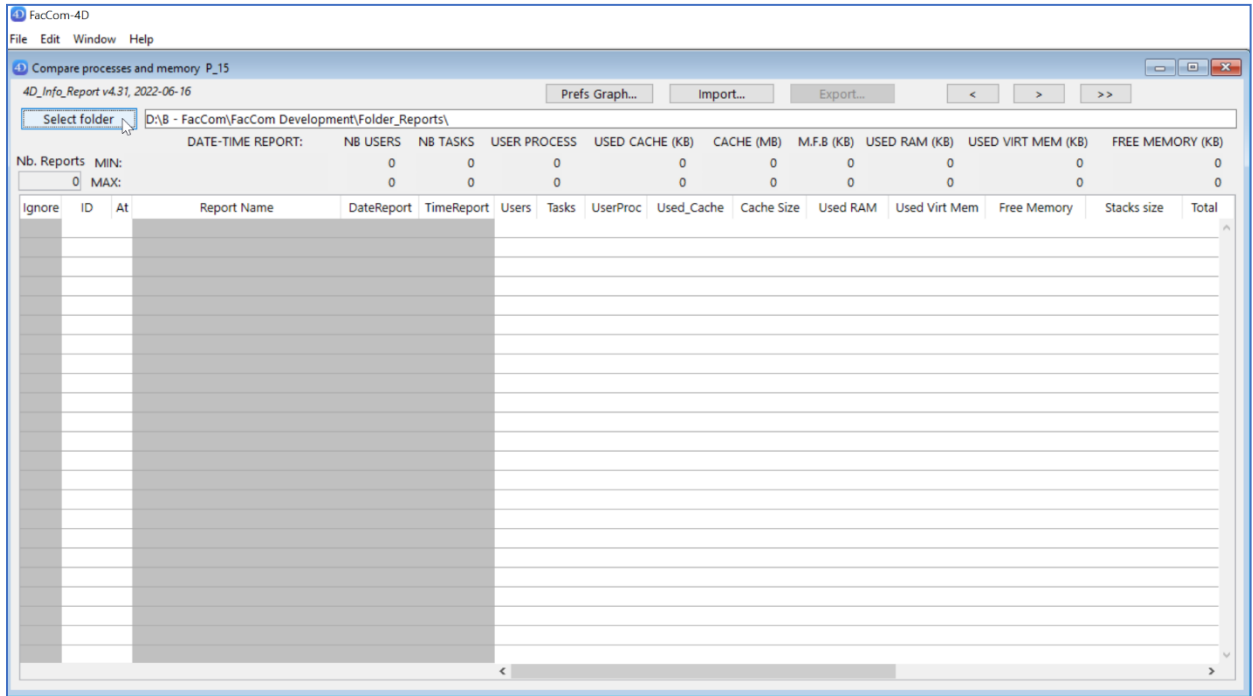 FacCom-4D
File Edit Window Help
Compare processes and memory P_15
4D_Info_Report v4.31, 2022-06-16 Prefs Graph... Import... Export... < > >>
Select folder D:\B - FacCom\FacCom Development\Folder_Reports\
DATE-TIME REPORT: NB USERS NB TASKS USER PROCESS USED CACHE (KB) CACHE (MB) M.F.B (KB) USED RAM (KB) USED VIRT MEM (KB) FREE MEMORY (KB)
Nb. Reports MIN: 0 0 0 0 0 0 0 0 0
0 MAX: 0 0 0 0 0 0 0 0 0
Ignore ID At Report Name DateReport TimeReport Users Tasks UserProc Used_Cache Cache Size Used RAM Used Virt Mem Free Memory Stacks size Total